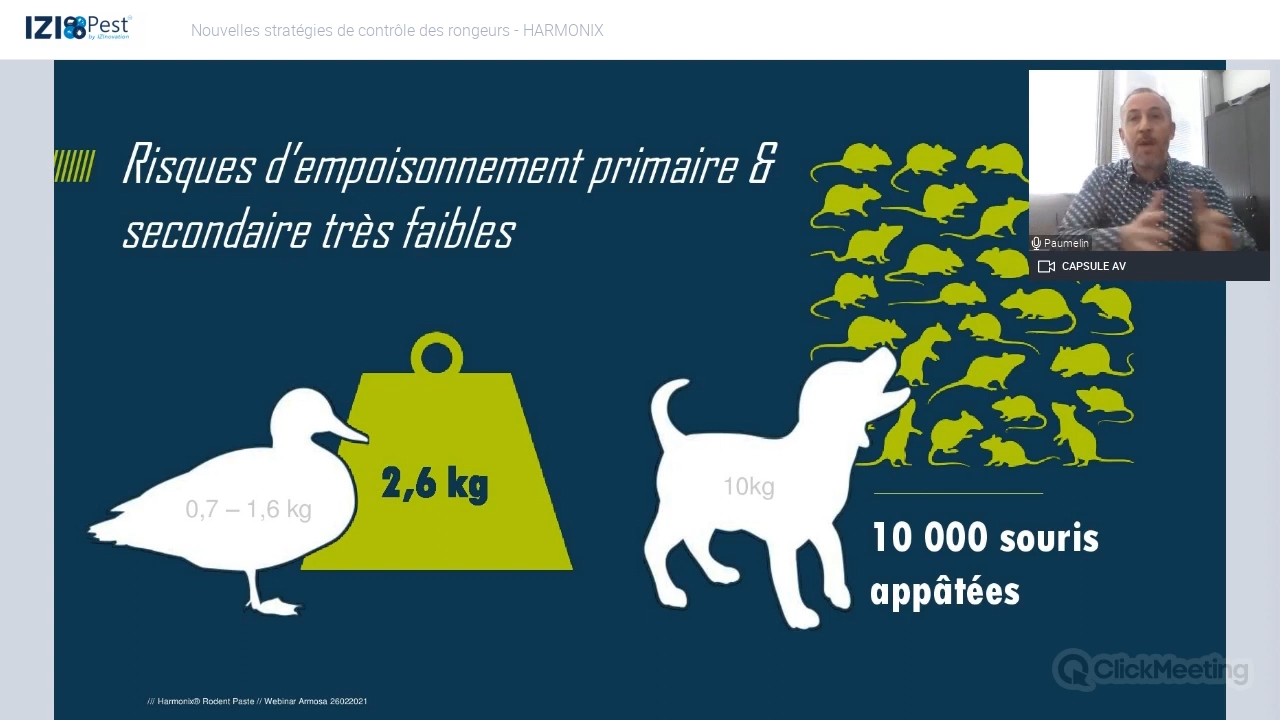 IZI Pest
by IZInovation
Nouvelles stratégies de contrôle des rongeurs - HARMONIX
Risques d'empoisonnement primaire &
secondaire très faibles
Paumelin
CAPSULE AV
0,7 – 1,6 kg
2,6 kg
10kg
10 000 souris
appâtées
ClickMeeting
/// Harmonix® Rodent Paste // Webinar Armosa 26022021